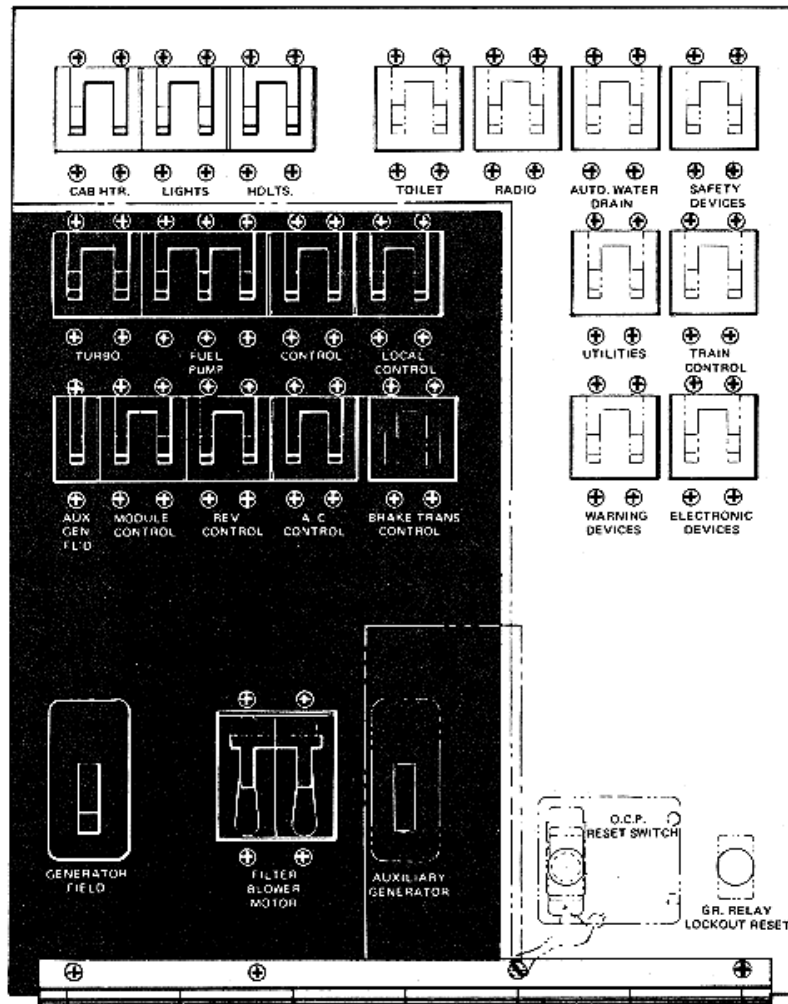 CAB HTR. LIGHTS HDLTS. TOILET RADIO AUTO. WATER SAFETY
DRAIN DEVICES
TURBO. FUEL CONTROL LOCAL UTILITIES TRAIN
PUMP CONTROL CONTROL
AUX MODULE REV A C BRAKE TRANS WARNING ELECTRONIC
GEN CONTROL CONTROL CONTROL CONTROL DEVICES DEVICES
FL'D
O.C.P.
RESET SWITCH
GENERATOR FILTER AUXILIARY
FIELD BLOWER GENERATOR
MOTOR
GR. RELAY
LOCKOUT RESET